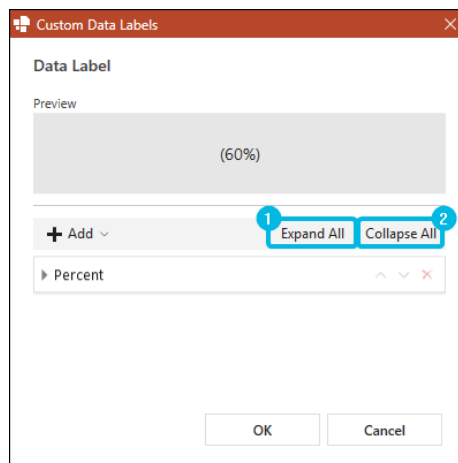 Custom Data Labels
Data Label
Preview
(60%)
1
2
Add
Expand All
Collapse All
Percent
OK
Cancel